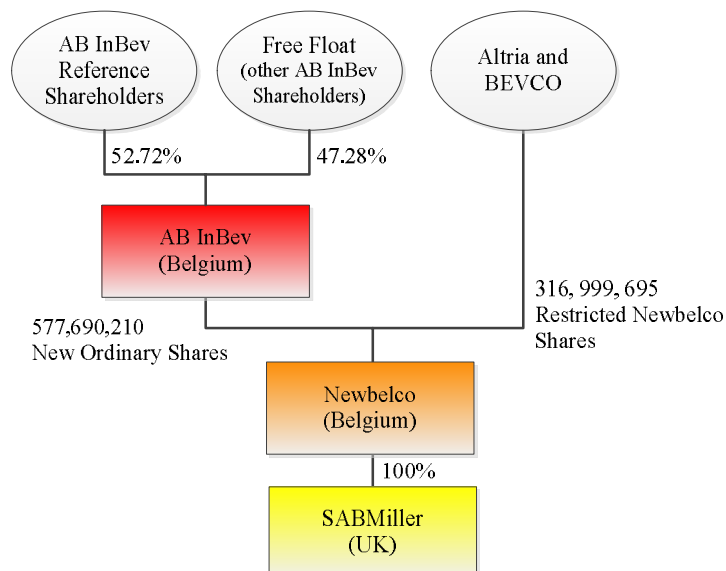 AB InBev
Reference
Shareholders
Free Float
(other AB InBev
Shareholders)
Altria and
BEVCO
52.72%
47.28%
AB InBev
(Belgium)
577,690,210
New Ordinary Shares
316, 999, 695
Restricted Newbelco
Shares
Newbelco
(Belgium)
100%
SABMiller
(UK)